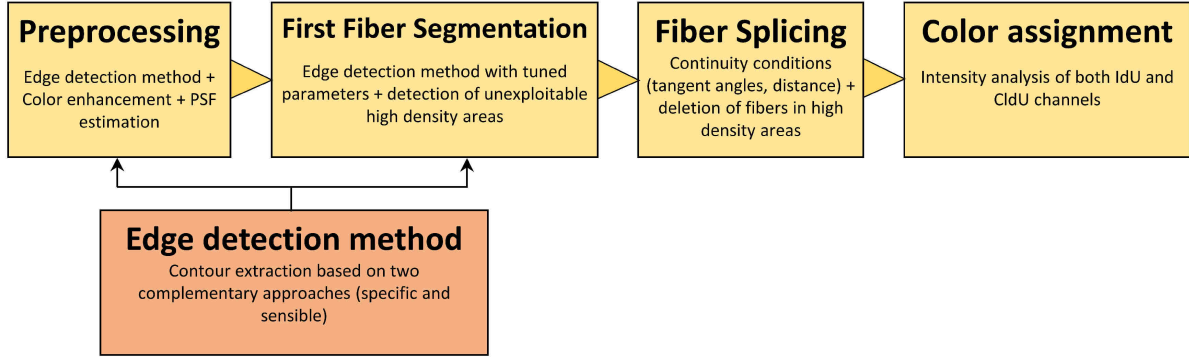 Preprocessing
Edge detection method +
Color enhancement + PSF
estimation
First Fiber Segmentation
Edge detection method with tuned
parameters + detection of unexploitable
high density areas
Fiber Splicing
Continuity conditions
(tangent angles, distance) +
deletion of fibers in high
density areas
Color assignment
Intensity analysis of both IdU and
CldU channels
Edge detection method
Contour extraction based on two
complementary approaches (specific and
sensible)